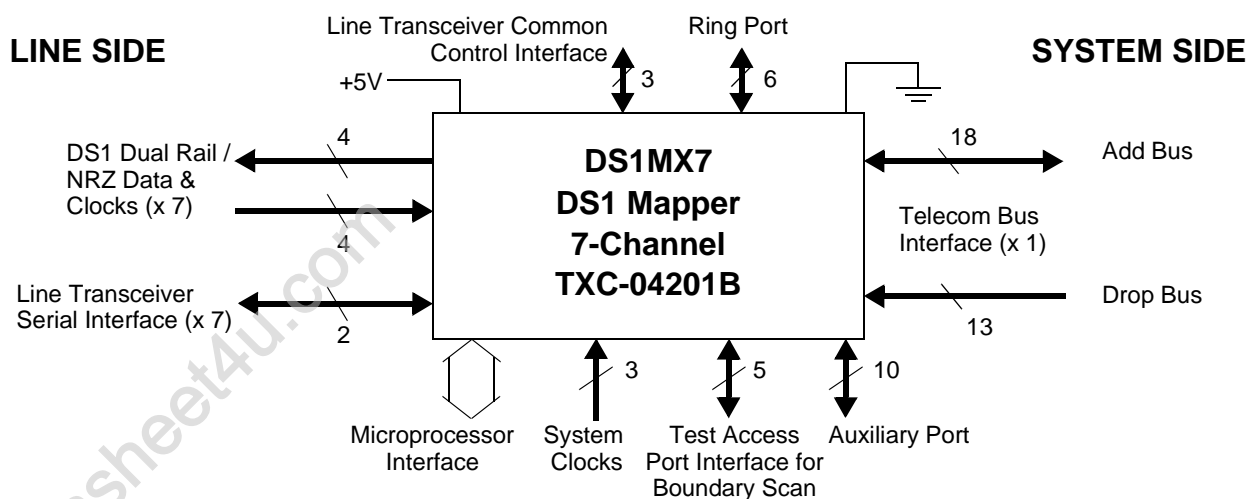 Line Transceiver Common
Control Interface
Ring Port
LINE SIDE
SYSTEM SIDE
+5V
3
6
4
18
DS1 Dual Rail /
NRZ Data &
Clocks (x 7)
4
DS1MX7
DS1 Mapper
7-Channel
TXC-04201B
Add Bus
Telecom Bus
Interface (x 1)
Line Transceiver
Serial Interface (x 7)
2
Drop Bus
13
3
5
10
Microprocessor
Interface
System
Clocks
Test Access
Port Interface for
Boundary Scan
Auxiliary Port
ssheet4u.com